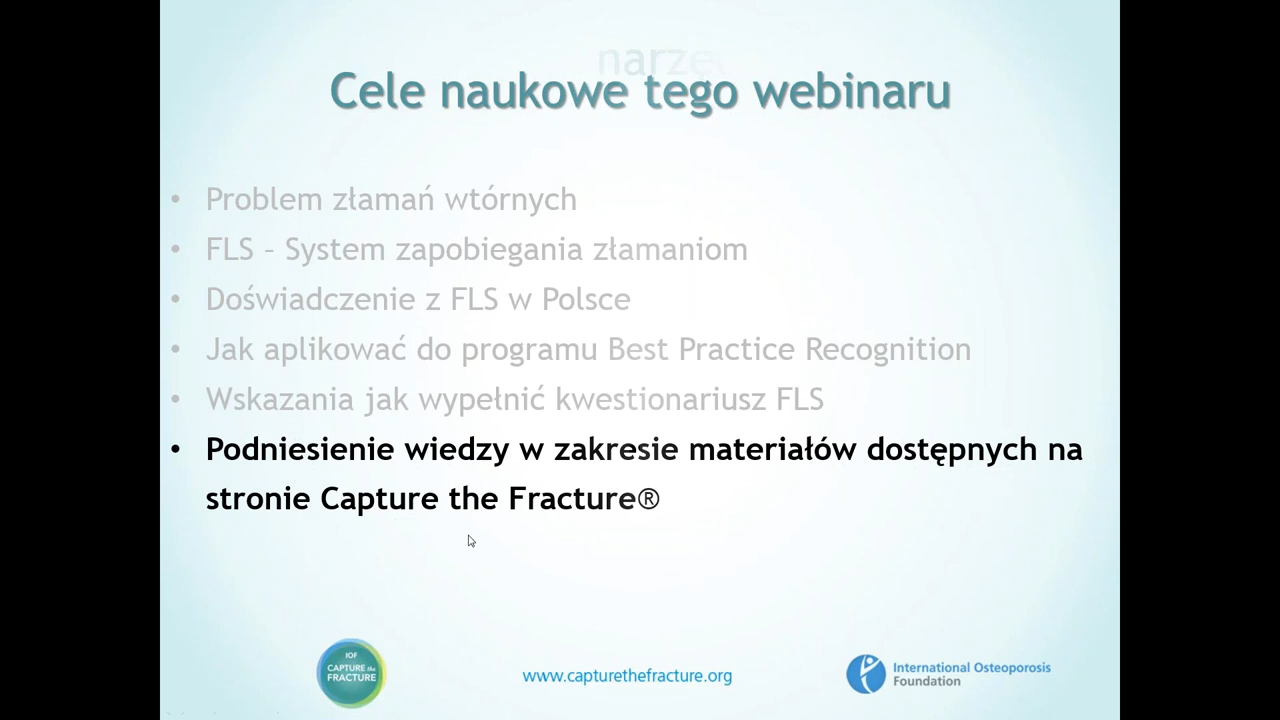 Cele naukowe tego webinaru
• Problem złamań wtórnych
• FLS – System zapobiegania złamaniom
• Doświadczenie z FLS w Polsce
• Jak aplikować do programu Best Practice Recognition
• Wskazania jak wypełnić kwestionariusz FLS
• Podniesienie wiedzy w zakresie materiałów dostępnych na
stronie Capture the Fracture®
IOF
CAPTURE the
FRACTURE
www.capturethefracture.org
International Osteoporosis
Foundation